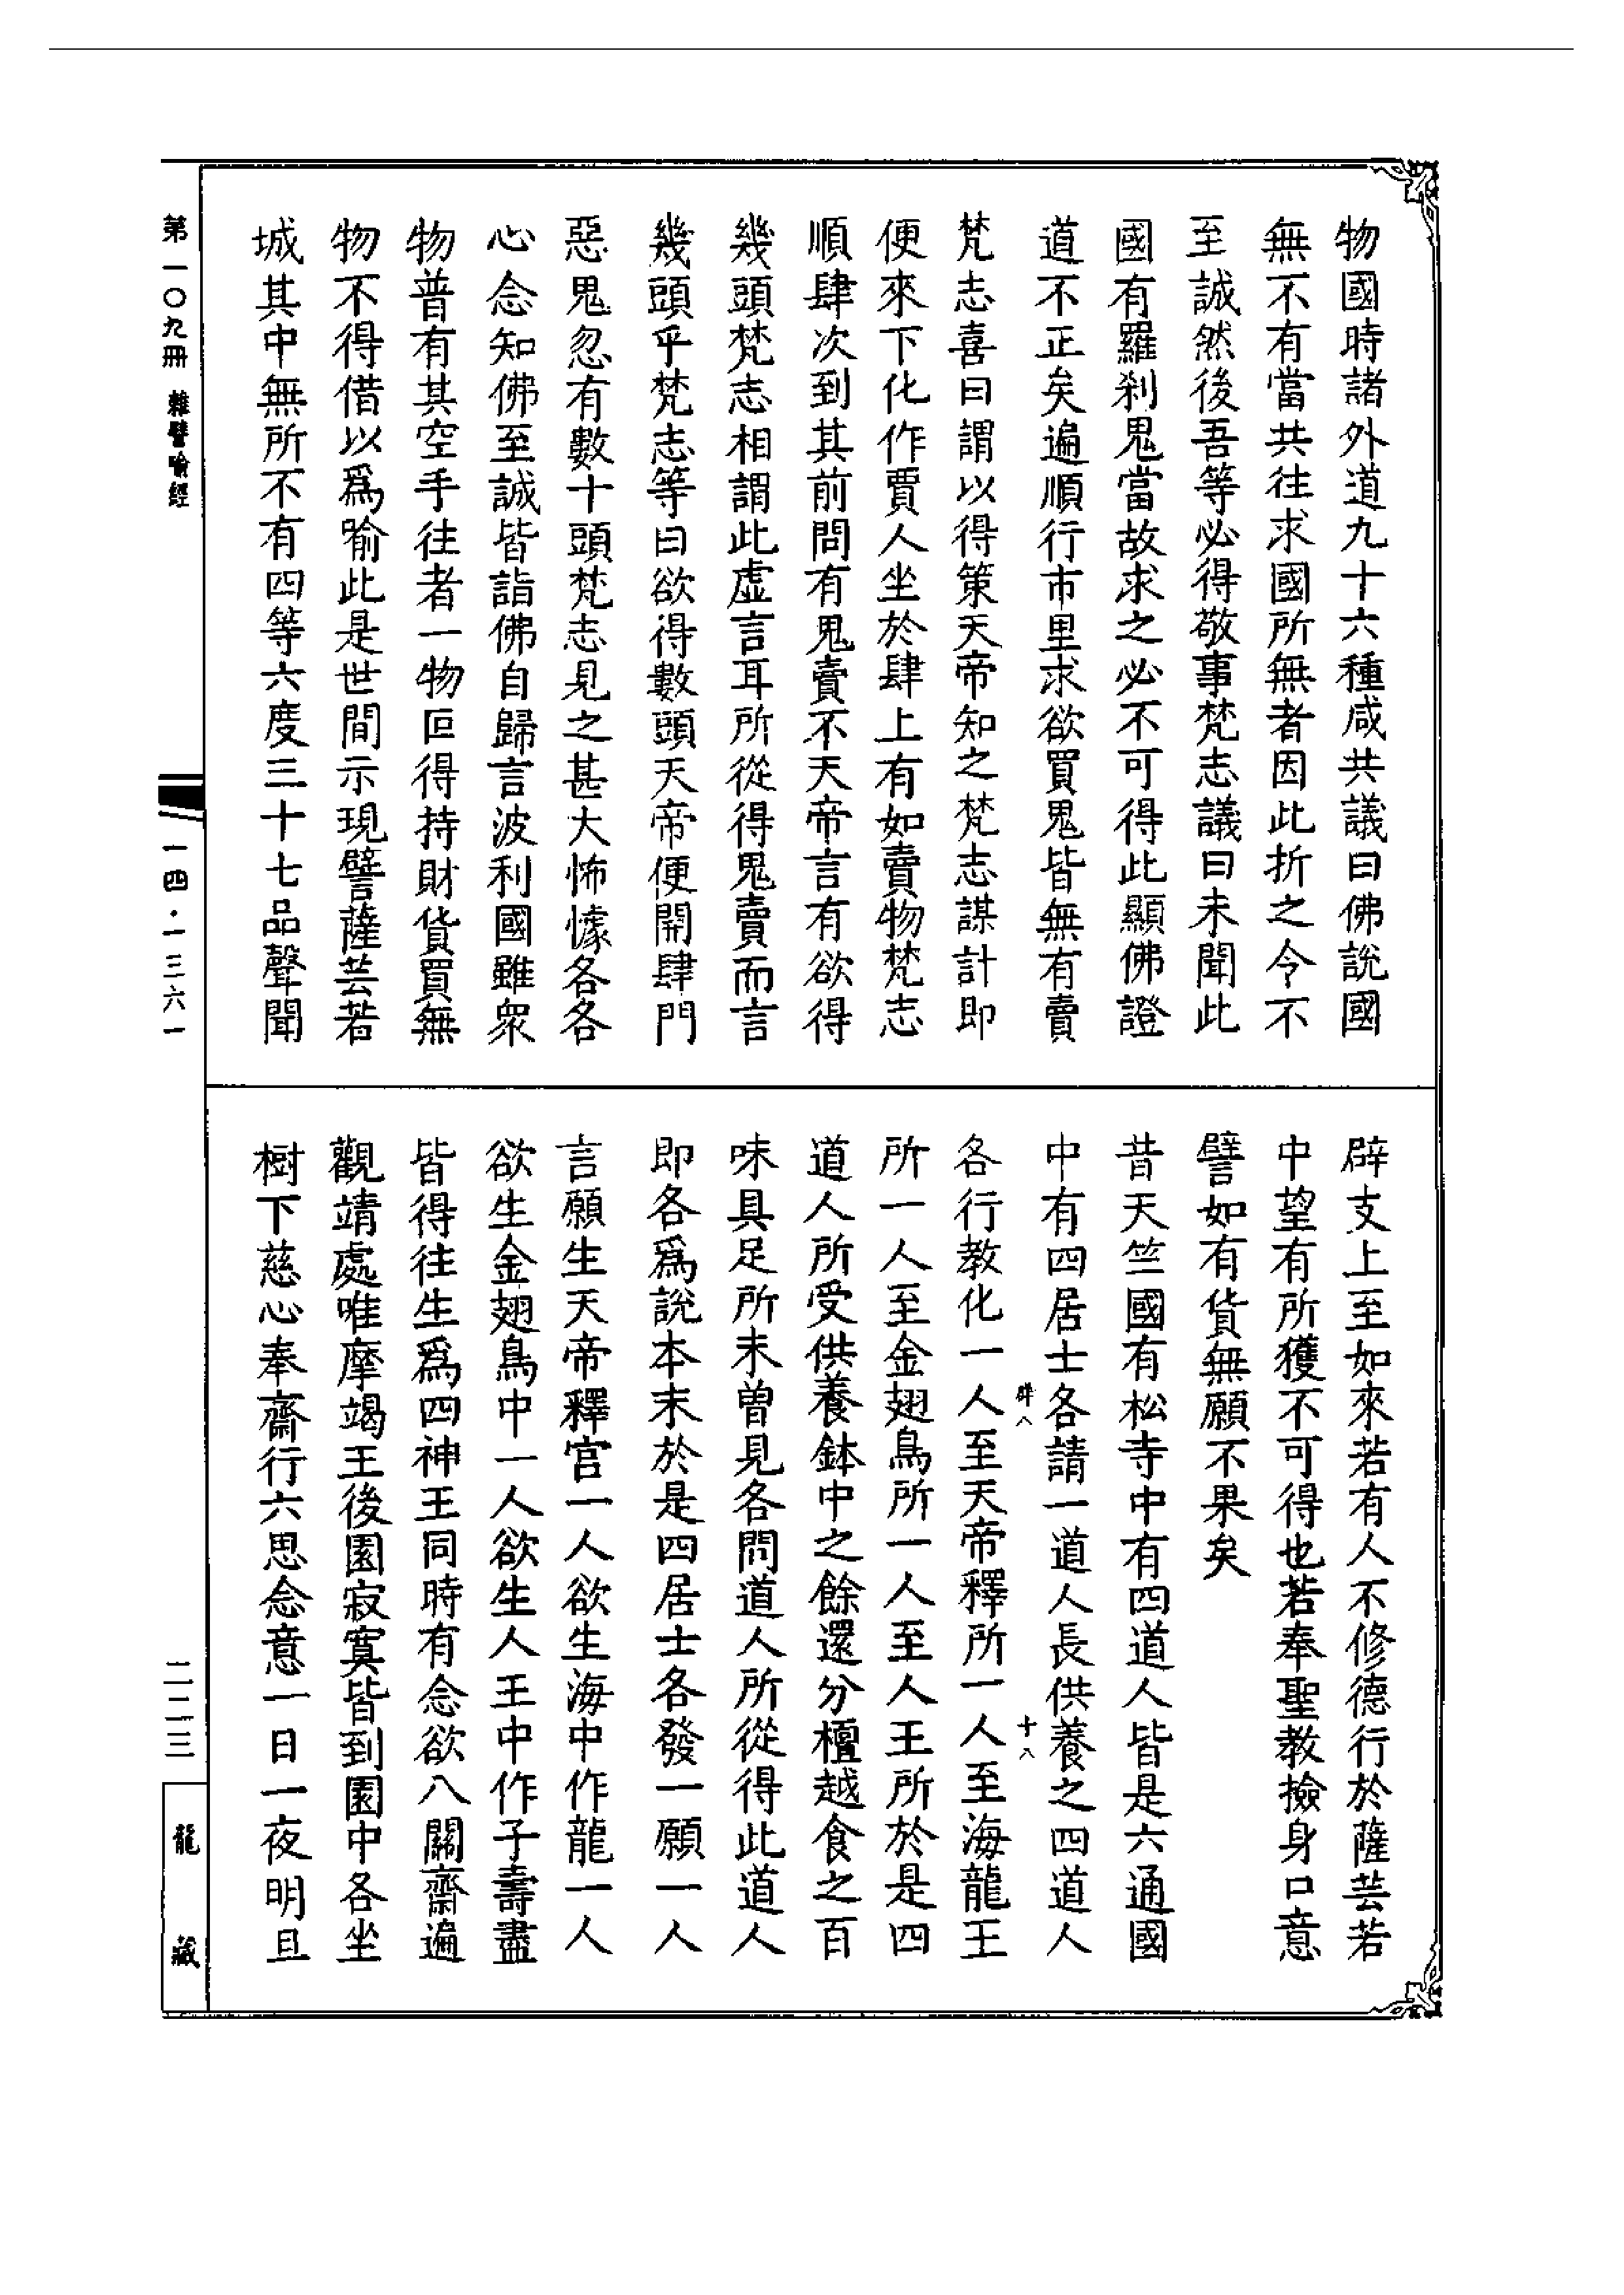 物國時諸外道九十六種咸共議曰佛說國
無不有當共往求國所無者因此折之令不
至誠然後吾等必得敬事梵志議曰未聞此
國有羅刹鬼當故求之必不可得此顯佛證
道不正矣遍順行市里求欲買鬼皆無有賣
梵志喜曰謂以得策天帝知之梵志謀計即
便來下化作賈人坐於肆上有如賣物梵志
順肆次到其前問有鬼賣不天帝言有欲得
幾頭梵志相謂此虛言耳所從得鬼賣而言
幾頭乎梵志等曰欲得數頭天帝便開肆門
惡鬼忽有數十頭梵志見之甚大怖懅各各
心念知佛至誠皆詣佛自歸言波利國雖眾
物普有其空手往者一物叵得持財貨買無
物不得借以為喻此是世間示現譬薩芸若
城其中無所不有四等六度三十七品聲聞
辟支上至如來若有人不修德行於薩芸若
中望有所獲不可得也若奉聖教撿身口意
譬如有貨無願不果矣
昔天竺國有松寺中有四道人皆是六通國
中有四居士各請一道人長供養之四道人
各行教化一人至天帝釋所一人至海龍王
所一人至金翅鳥所一人至人王所於是四
道人所受供養鉢中之餘還分檀越食之百
味具足所未曾見各問道人所從得此道人
即各為說本末於是四居士各發一願一人
言願生天帝釋宮一人欲生海中作龍一人
欲生金翅鳥中一人欲生人王中作子壽盡
皆得往生為四神王同時有念欲八關齋遍
觀靖處唯摩竭王後園寂寞皆到園中各坐
樹下慈心奉齋行六思念意一日一夜明旦
十八
第一〇九冊 雜譬喻經
一四·一三六一
二二三
龍藏